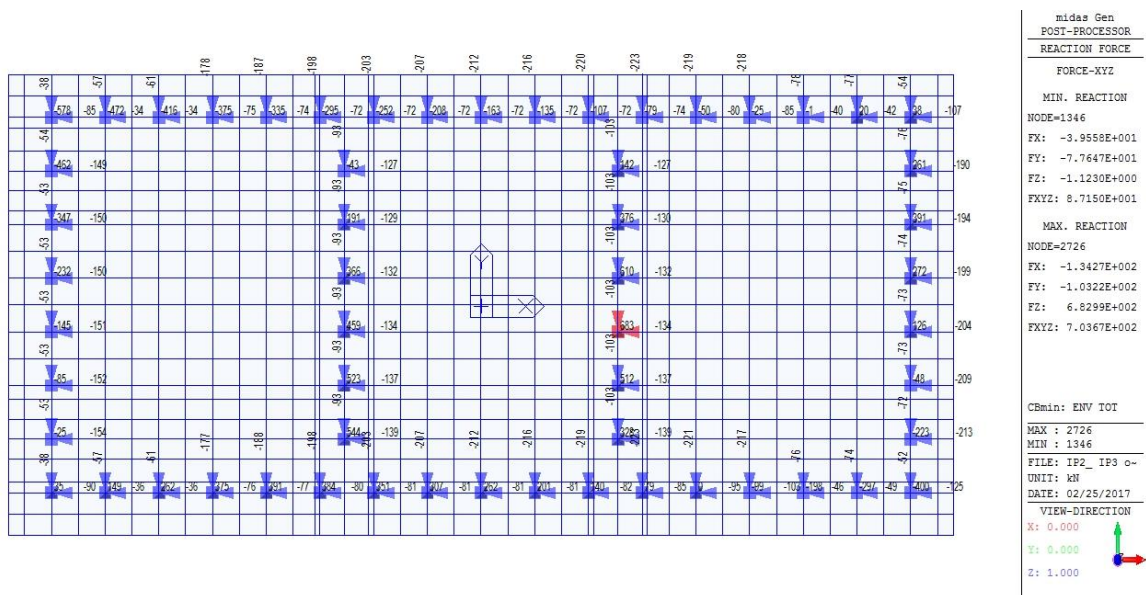 midas Gen
POST-PROCESSOR
REACTION FORCE
FORCE-XYZ
MIN. REACTION
NODE=1346
FX: -3.9558E+001
FY: -7.7647E+001
FZ: -1.1230E+000
FXYZ: 8.7150E+001
MAX. REACTION
NODE=2726
FX: -1.3427E+002
FY: -1.0322E+002
FZ: 6.8299E+002
FXYZ: 7.0367E+002
CBmin: ENV TOT
MAX : 2726
MIN : 1346
FILE: IP2_ IP3 o~
UNIT: kN
DATE: 02/25/2017
VIEW-DIRECTION
X: 0.000
Y: 0.000
Z: 1.000
-38 -57 -61 -178 -187 -198 -203 -207 -212 -216 -220 -223 -219 -218 -78 -77 -54
-578 -85 -472 -34 -416 -34 -375 -76 -335 -74 -295 -72 -252 -72 -208 -72 -163 -72 -135 -72 -107 -72 -79 -74 -50 -80 -25 -85 -1 -40 20 -42 38 -107
-54 -93 -103 -76
-462 -149 -43 -127 142 -127 261 -190
-53 -93 -103 -75
-347 -150 191 -129 376 -130 391 -194
-53 -93 -103 -74
-232 -150 366 -132 510 -132 272 -199
-53 -93 -103 -73
-145 -151 459 -134 683 -134 126 -204
-53 -93 -103 -73
-85 -152 523 -137 512 -137 -48 -209
-53 -93 -103 -72
-25 -154 544 -139 -139 -223 -213
-38 -57 -61 -177 -188 -198 -203 -207 -212 -216 -219 -221 -217 -76 -74 -52
35 -90 149 -36 262 -36 375 -76 391 -77 384 -80 351 -81 307 -81 262 -81 201 -81 140 -82 79 -85 -95 -99 -103 -198 -46 -297 -49 -400 -125
Y
X